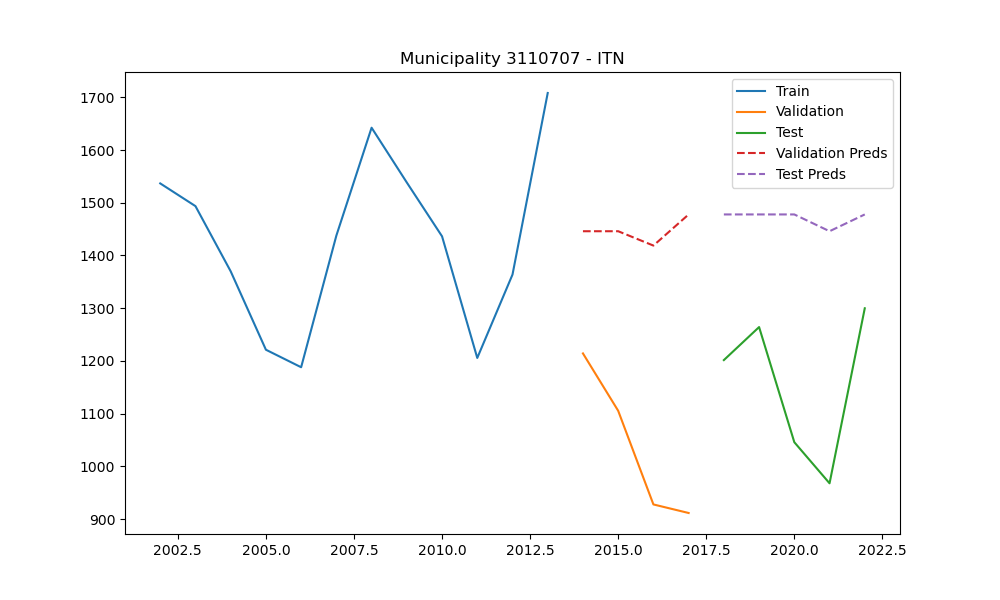 Municipality 3110707 - ITN
Train
Validation
Test
Validation Preds
Test Preds
1700
1600
1500
1400
1300
1200
1100
1000
900
2002.5 2005.0 2007.5 2010.0 2012.5 2015.0 2017.5 2020.0 2022.5